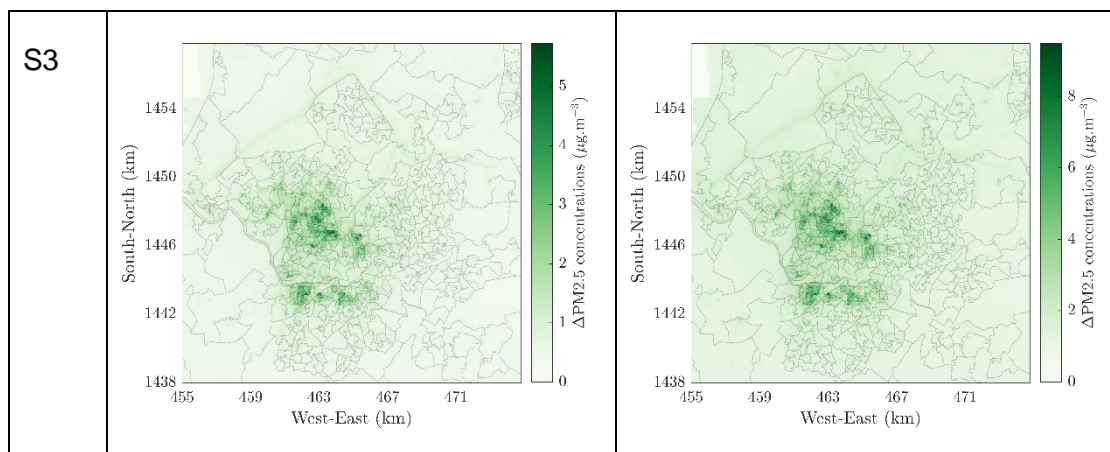 S3
5
4
3
2
1
0
ΔPM2.5 concentrations (μg.m⁻³)
1454
1450
1446
1442
1438
South-North (km)
455 459 463 467 471
West-East (km)
8
6
4
2
0
ΔPM2.5 concentrations (μg.m⁻³)
1454
1450
1446
1442
1438
South-North (km)
455 459 463 467 471
West-East (km)